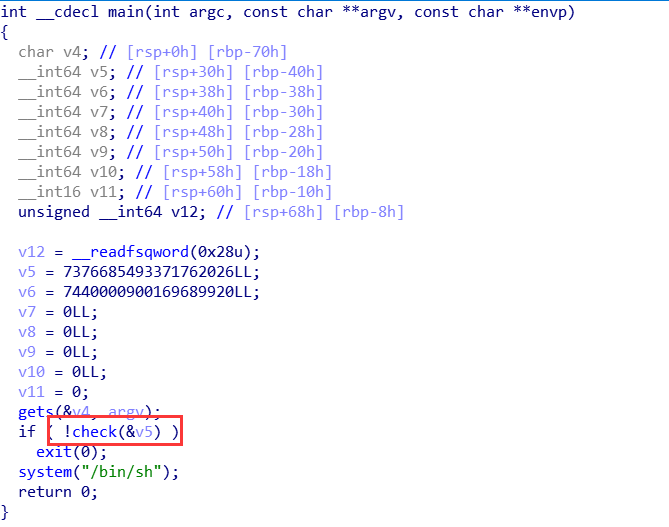 int __cdecl main(int argc, const char **argv, const char **envp)
{
char v4; // [rsp+0h] [rbp-70h]
__int64 v5; // [rsp+30h] [rbp-40h]
__int64 v6; // [rsp+38h] [rbp-38h]
__int64 v7; // [rsp+40h] [rbp-30h]
__int64 v8; // [rsp+48h] [rbp-28h]
__int64 v9; // [rsp+50h] [rbp-20h]
__int64 v10; // [rsp+58h] [rbp-18h]
__int16 v11; // [rsp+60h] [rbp-10h]
unsigned __int64 v12; // [rsp+68h] [rbp-8h]
v12 = __readfsqword(0x28u);
v5 = 7376685493371762026LL;
v6 = 7440000900169689920LL;
v7 = 0LL;
v8 = 0LL;
v9 = 0LL;
v10 = 0LL;
v11 = 0;
gets(&v4, argv);
if ( !check(&v5) )
exit(0);
system("/bin/sh");
return 0;
}